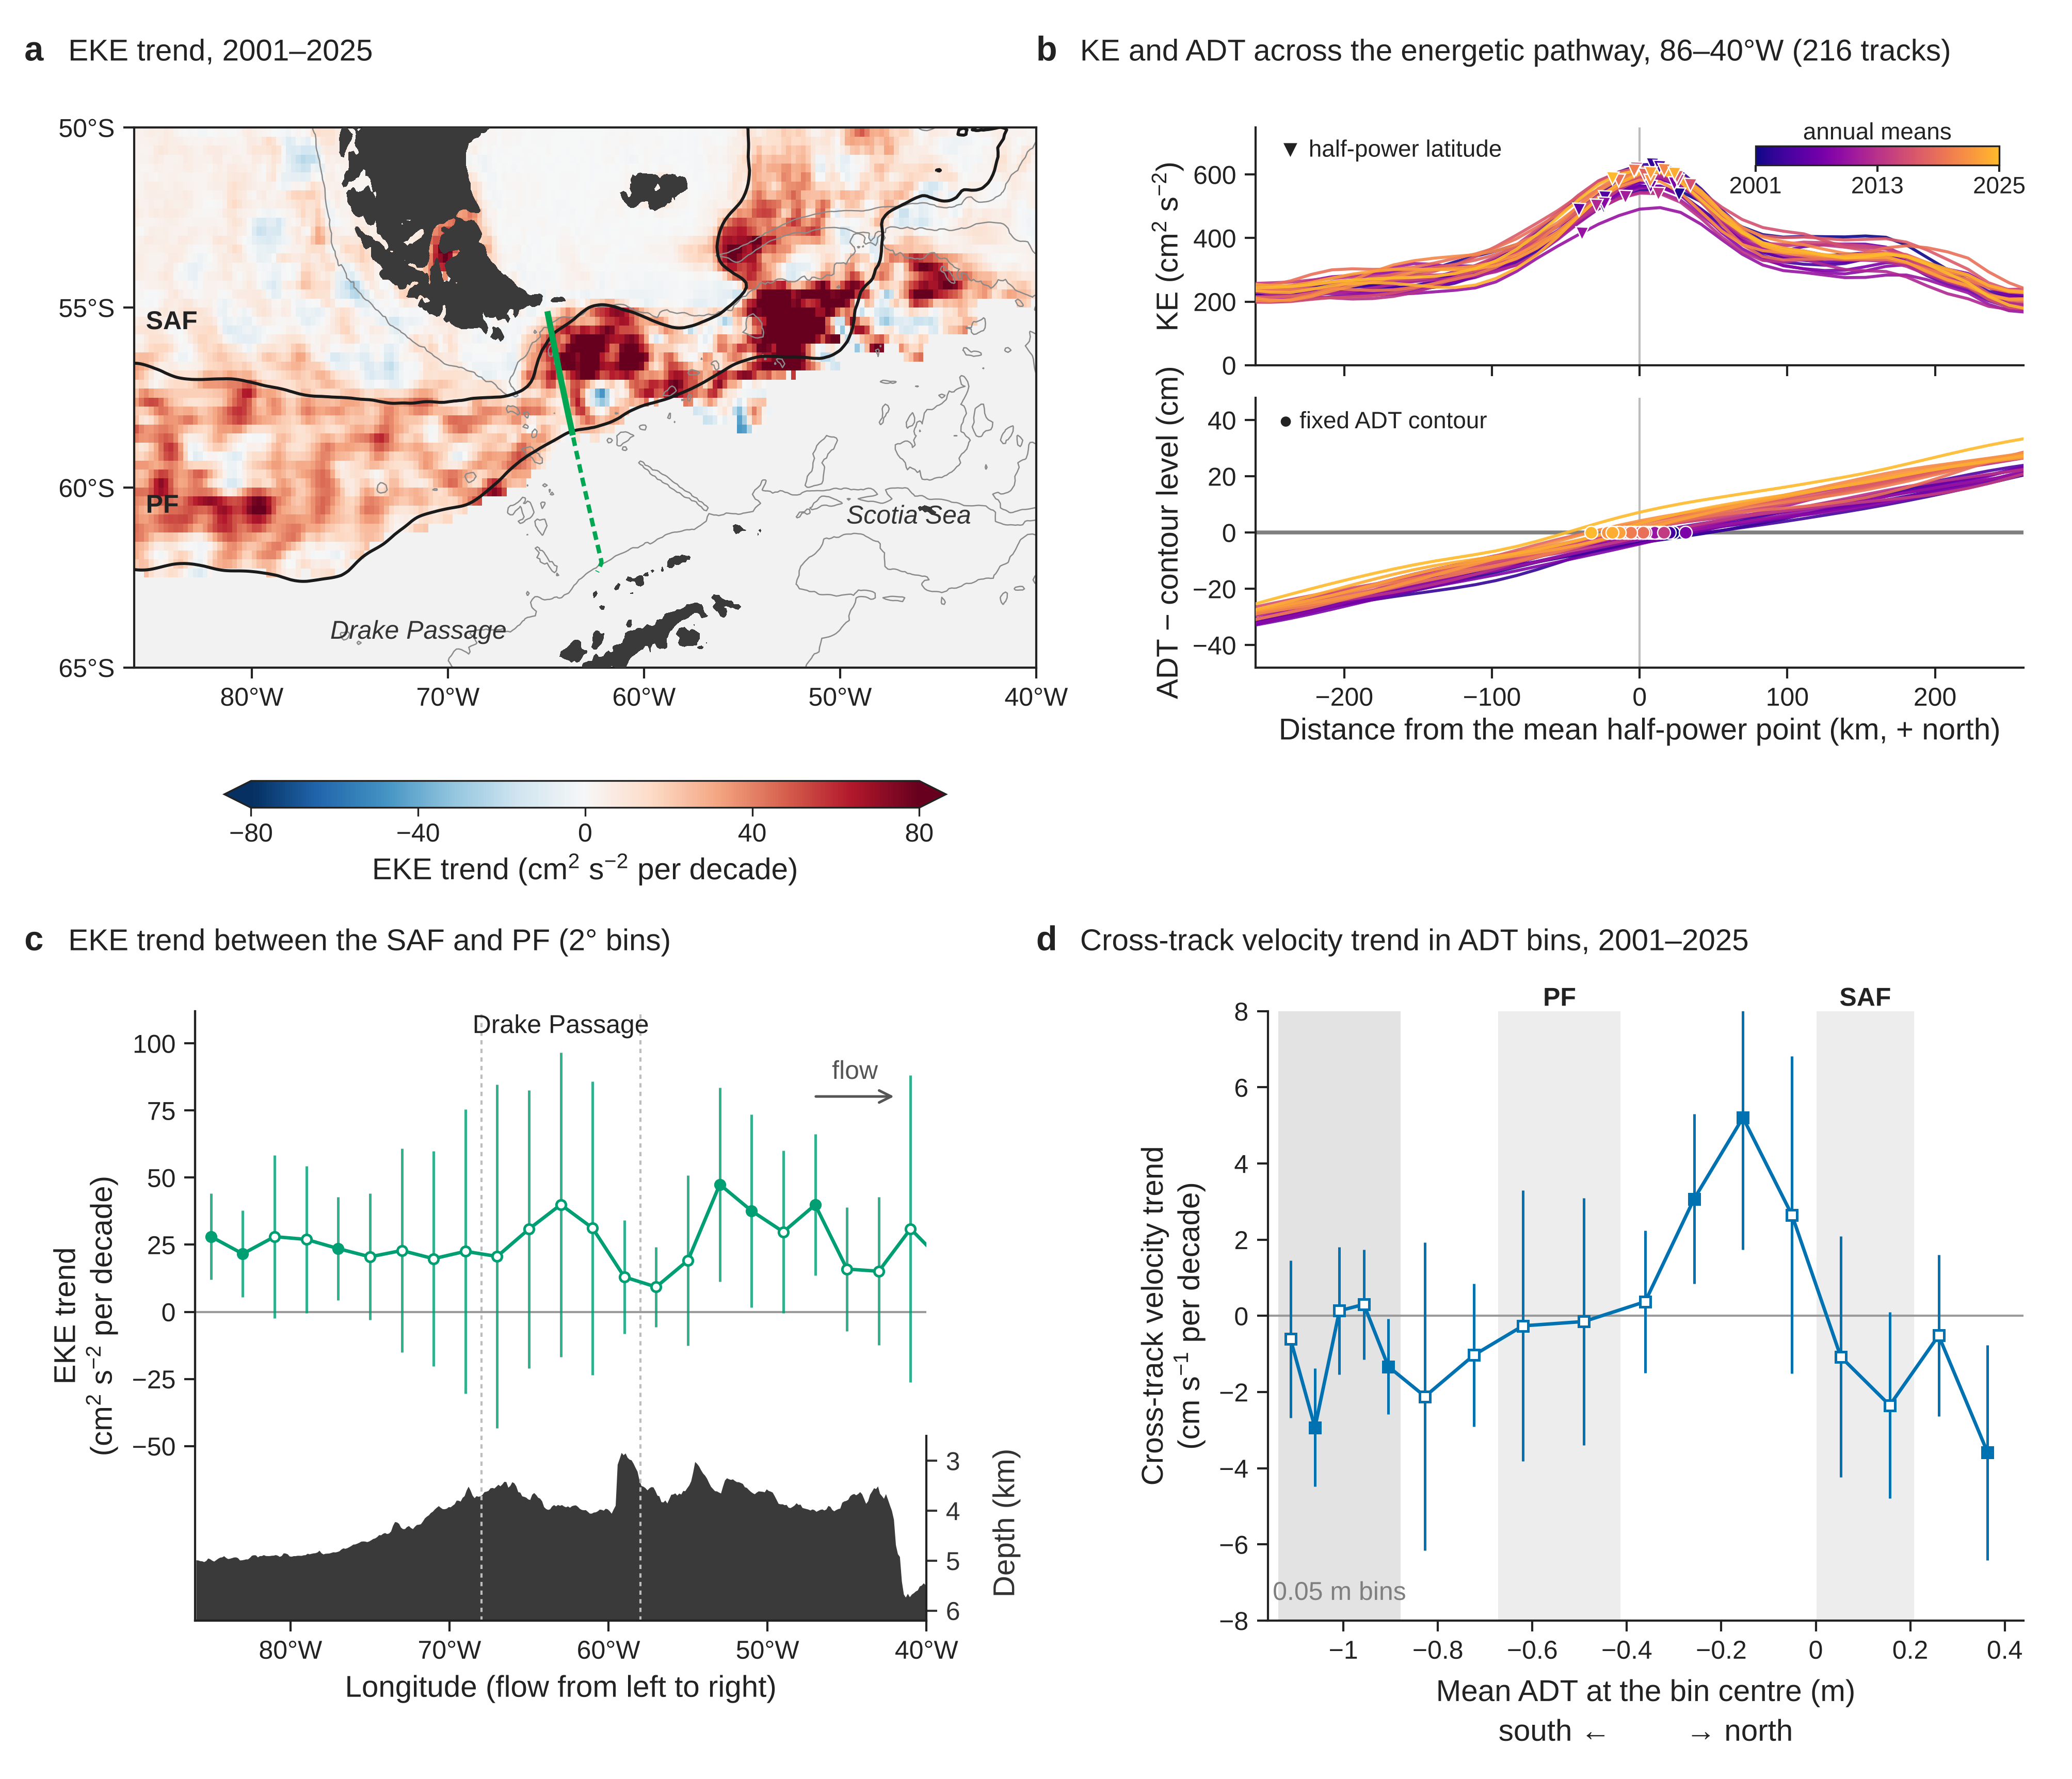 a EKE trend, 2001–2025
50°S
55°S
60°S
65°S
SAF
PF
Drake Passage
Scotia Sea
80°W 70°W 60°W 50°W 40°W
−80 −40 0 40 80
EKE trend (cm² s⁻² per decade)
b KE and ADT across the energetic pathway, 86–40°W (216 tracks)
KE (cm² s⁻²)
600
400
200
0
▼ half-power latitude
annual means
2001 2013 2025
ADT − contour level (cm)
40
20
0
−20
−40
● fixed ADT contour
−200 −100 0 100 200
Distance from the mean half-power point (km, + north)
c EKE trend between the SAF and PF (2° bins)
EKE trend
(cm² s⁻² per decade)
100
75
50
25
0
−25
−50
Drake Passage
flow
3
4
5
6
Depth (km)
80°W 70°W 60°W 50°W 40°W
Longitude (flow from left to right)
d Cross-track velocity trend in ADT bins, 2001–2025
PF SAF
Cross-track velocity trend
(cm s⁻¹ per decade)
8
6
4
2
0
−2
−4
−6
−8
0.05 m bins
−1 −0.8 −0.6 −0.4 −0.2 0 0.2 0.4
Mean ADT at the bin centre (m)
south ← → north